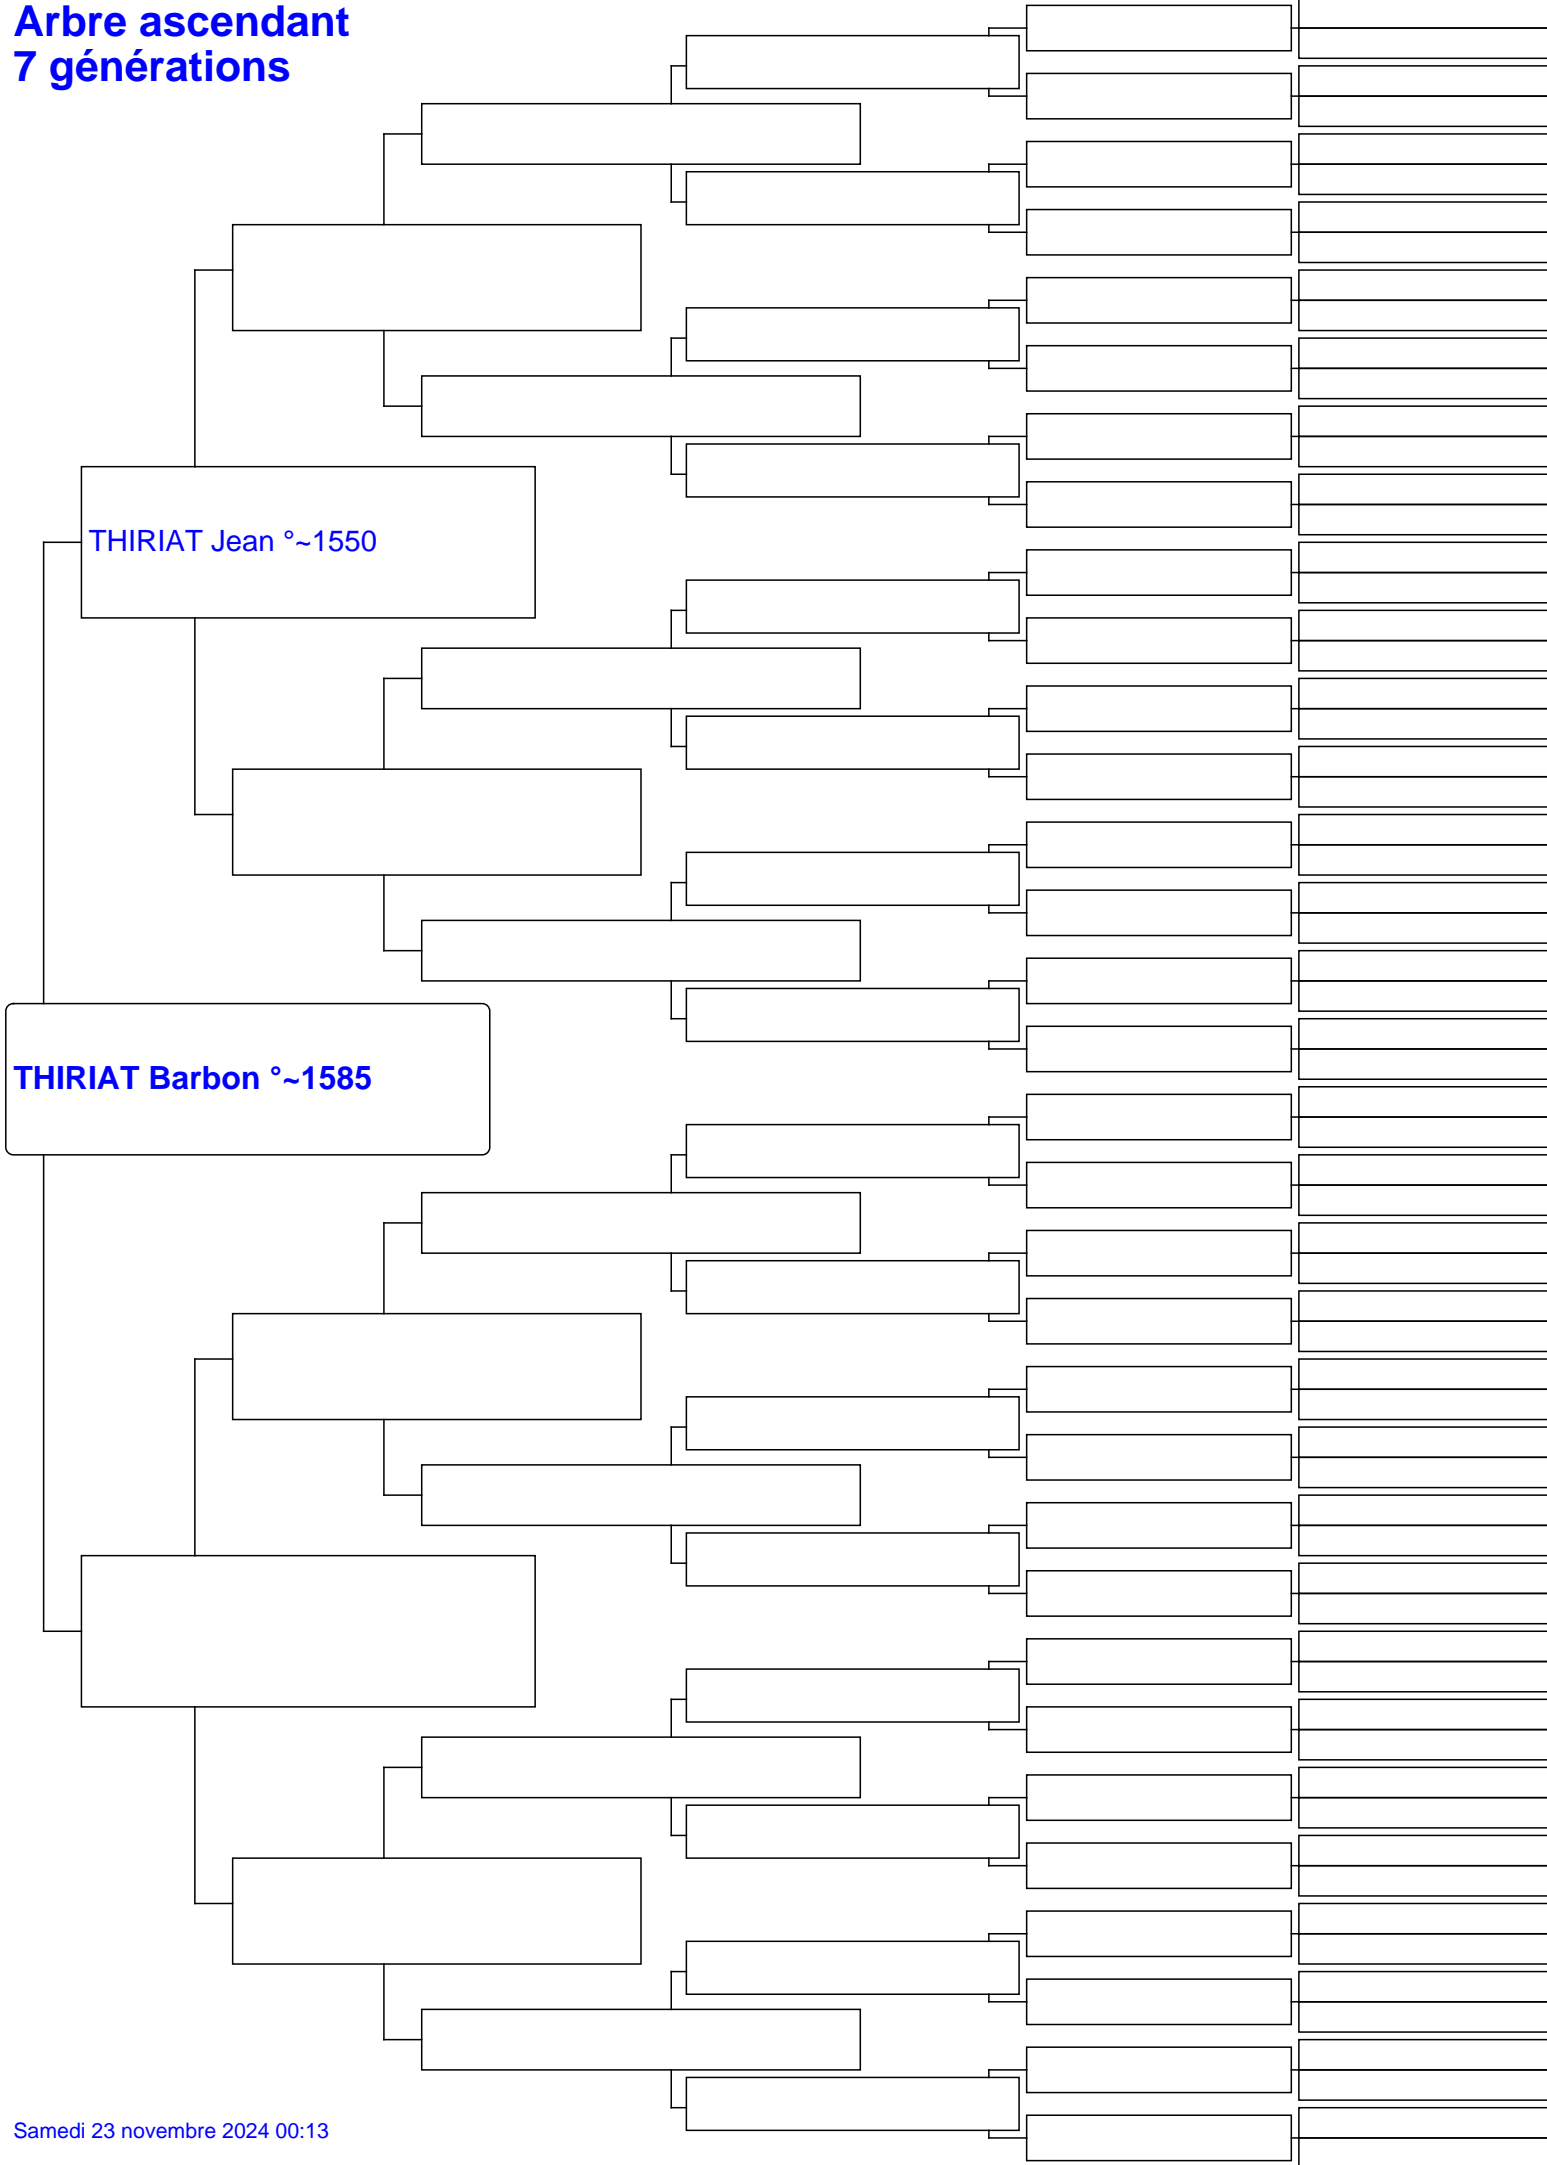 Arbre ascendant
7 générations
THIRIAT Jean °~1550
THIRIAT Barbon °~1585
Samedi 23 novembre 2024 00:13